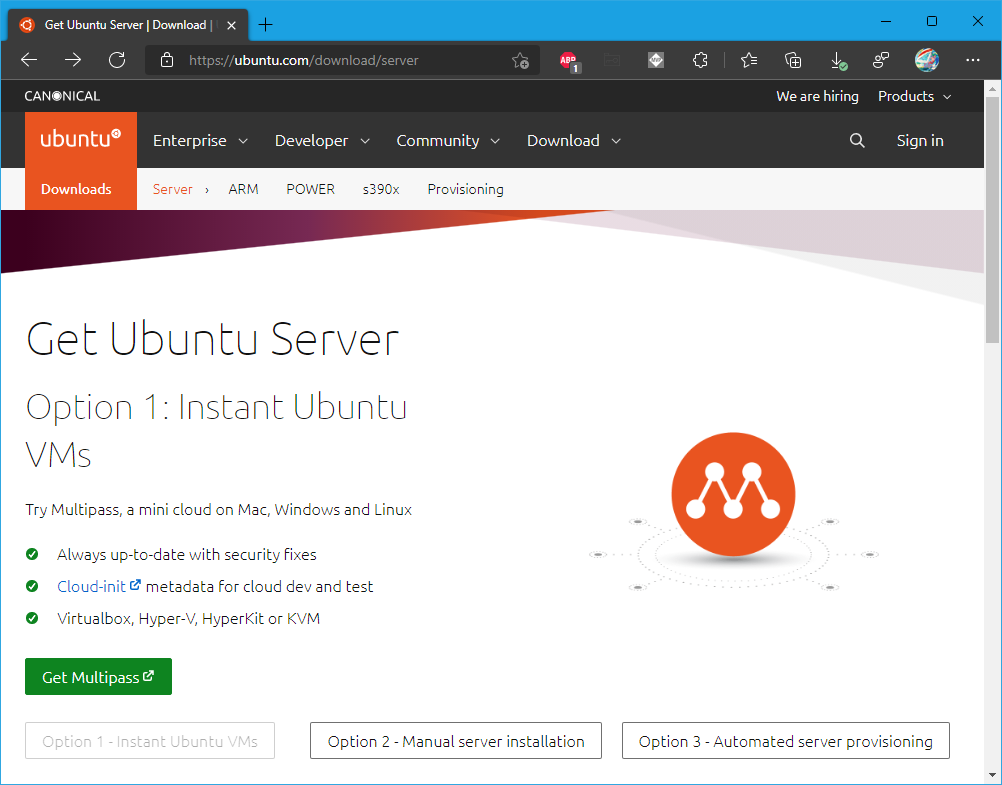 Get Ubuntu Server | Download |
https://ubuntu.com/download/server
ABP
1
CANONICAL
We are hiring Products
ubuntu
Enterprise Developer Community Download Sign in
Downloads Server › ARM POWER s390x Provisioning
Get Ubuntu Server
Option 1: Instant Ubuntu
VMs
Try Multipass, a mini cloud on Mac, Windows and Linux
Always up-to-date with security fixes
Cloud-init metadata for cloud dev and test
Virtualbox, Hyper-V, HyperKit or KVM
Get Multipass
Option 1 - Instant Ubuntu VMs Option 2 - Manual server installation Option 3 - Automated server provisioning